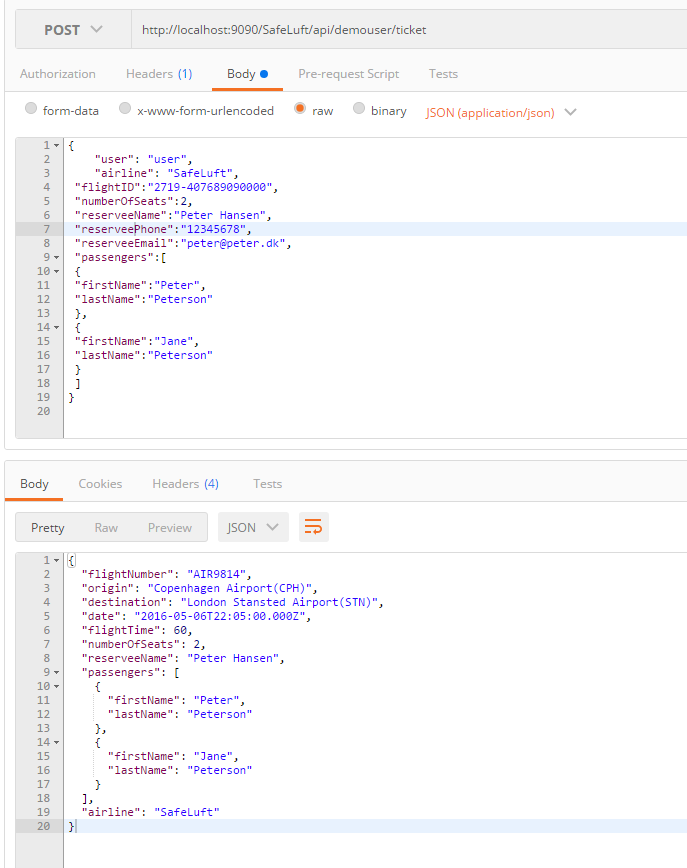 POST http://localhost:9090/SafeLuft/api/demouser/ticket
Authorization Headers (1) Body Pre-request Script Tests
form-data x-www-form-urlencoded raw binary JSON (application/json)
1 {
2 "user": "user",
3 "airline": "SafeLuft",
4 "flightID":"2719-407689090000",
5 "numberOfSeats":2,
6 "reserveeName":"Peter Hansen",
7 "reserveePhone":"12345678",
8 "reserveeEmail":"peter@peter.dk",
9 "passengers":[
10 {
11 "firstName":"Peter",
12 "lastName":"Peterson"
13 },
14 {
15 "firstName":"Jane",
16 "lastName":"Peterson"
17 }
18 ]
19 }
20
Body Cookies Headers (4) Tests
Pretty Raw Preview JSON
1 {
2 "flightNumber": "AIR9814",
3 "origin": "Copenhagen Airport(CPH)",
4 "destination": "London Stansted Airport(STN)",
5 "date": "2016-05-06T22:05:00.000Z",
6 "flightTime": 60,
7 "numberOfSeats": 2,
8 "reserveeName": "Peter Hansen",
9 "passengers": [
10 {
11 "firstName": "Peter",
12 "lastName": "Peterson"
13 },
14 {
15 "firstName": "Jane",
16 "lastName": "Peterson"
17 }
18 ],
19 "airline": "SafeLuft"
20 }